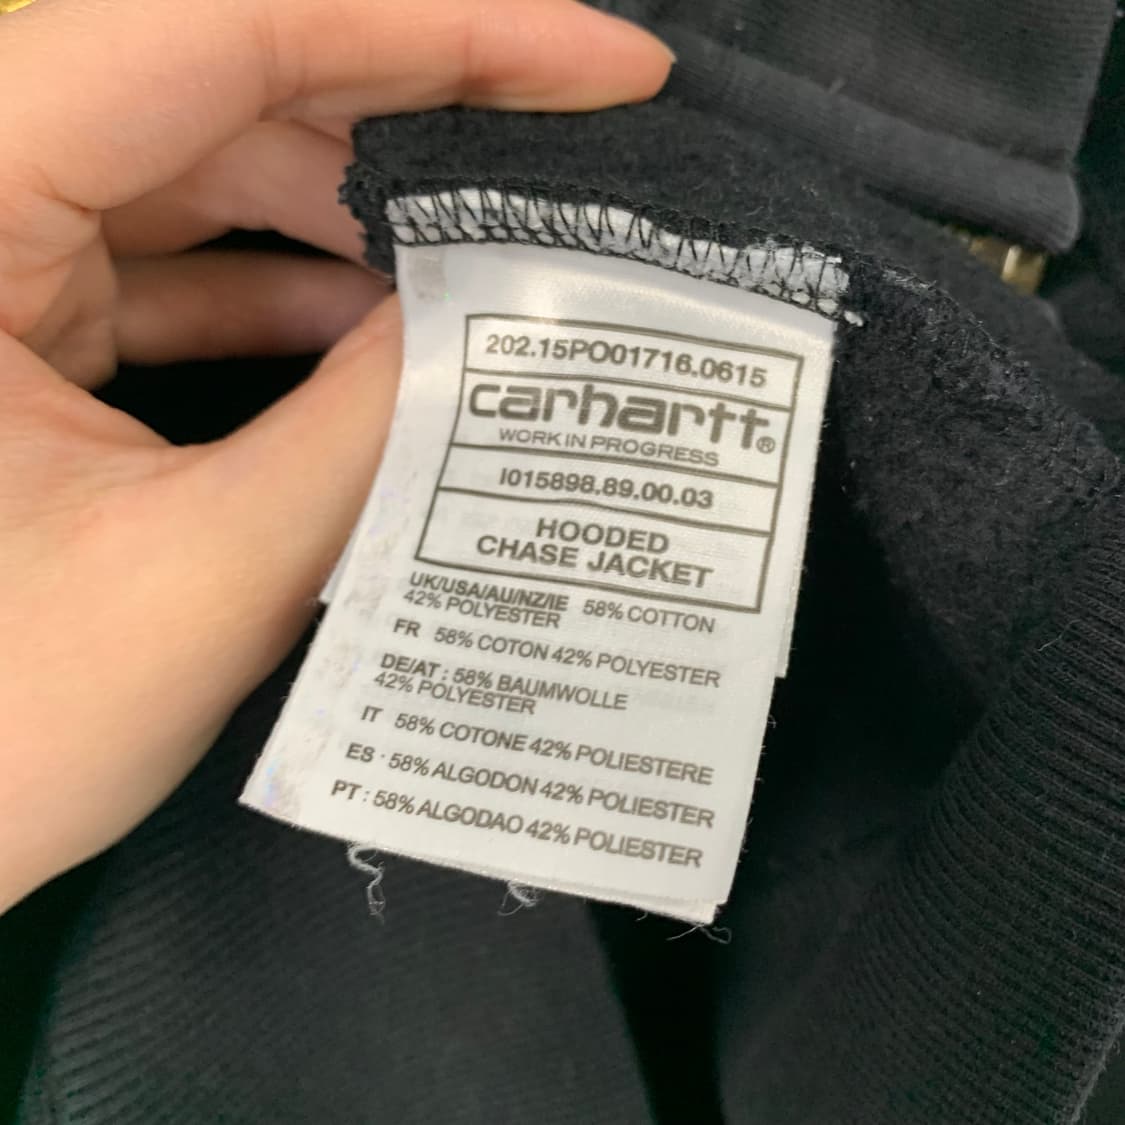 202.15PO01716.0615
carhartt®
WORK IN PROGRESS
I015898.89.00.03
HOODED
CHASE JACKET
UK/USA/AU/NZ/IE 58% COTTON
42% POLYESTER
FR 58% COTON 42% POLYESTER
DE/AT : 58% BAUMWOLLE
42% POLYESTER
IT 58% COTONE 42% POLIESTERE
ES : 58% ALGODON 42% POLIESTER
PT : 58% ALGODAO 42% POLIESTER